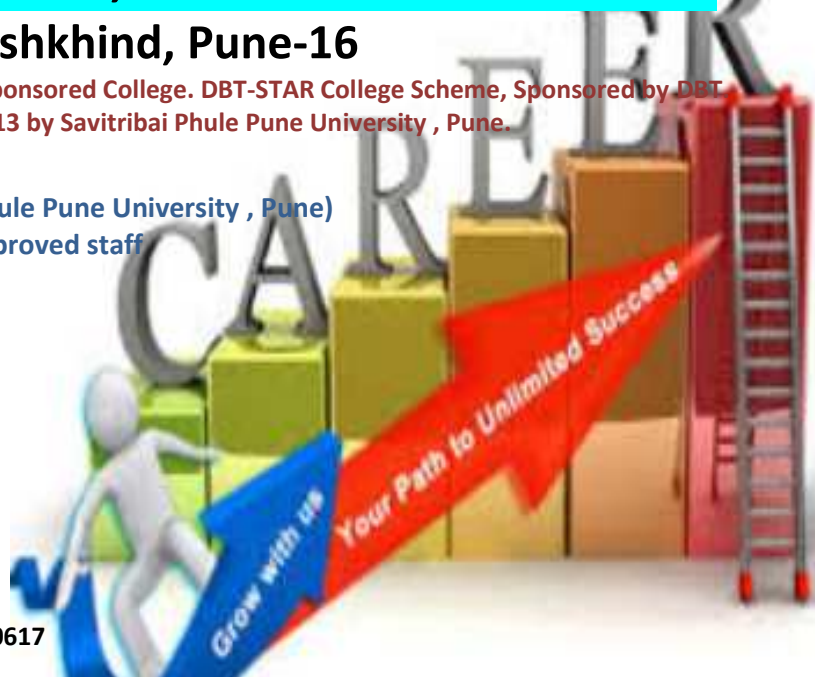 shkhind, Pune-16
ponsored College. DBT-STAR College Scheme, Sponsored by DBT
13 by Savitribai Phule Pune University , Pune.
ule Pune University , Pune)
proved staff
CAREER
Your Path to Unlimited Success
Grow with us
0617